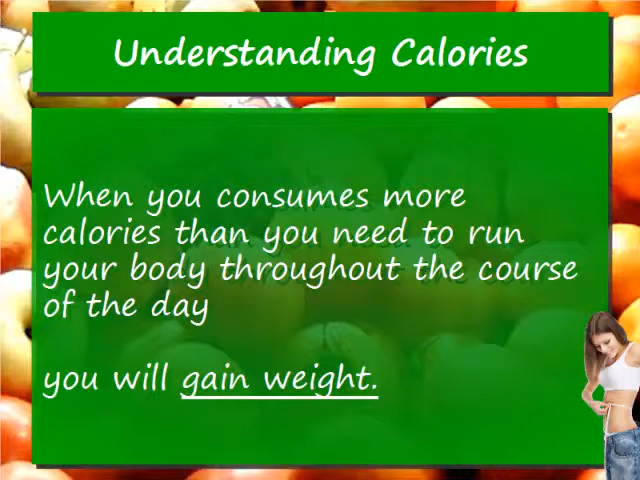 Understanding Calories
When you consumes more
calories than you need to run
your body throughout the course
of the day
you will gain weight.